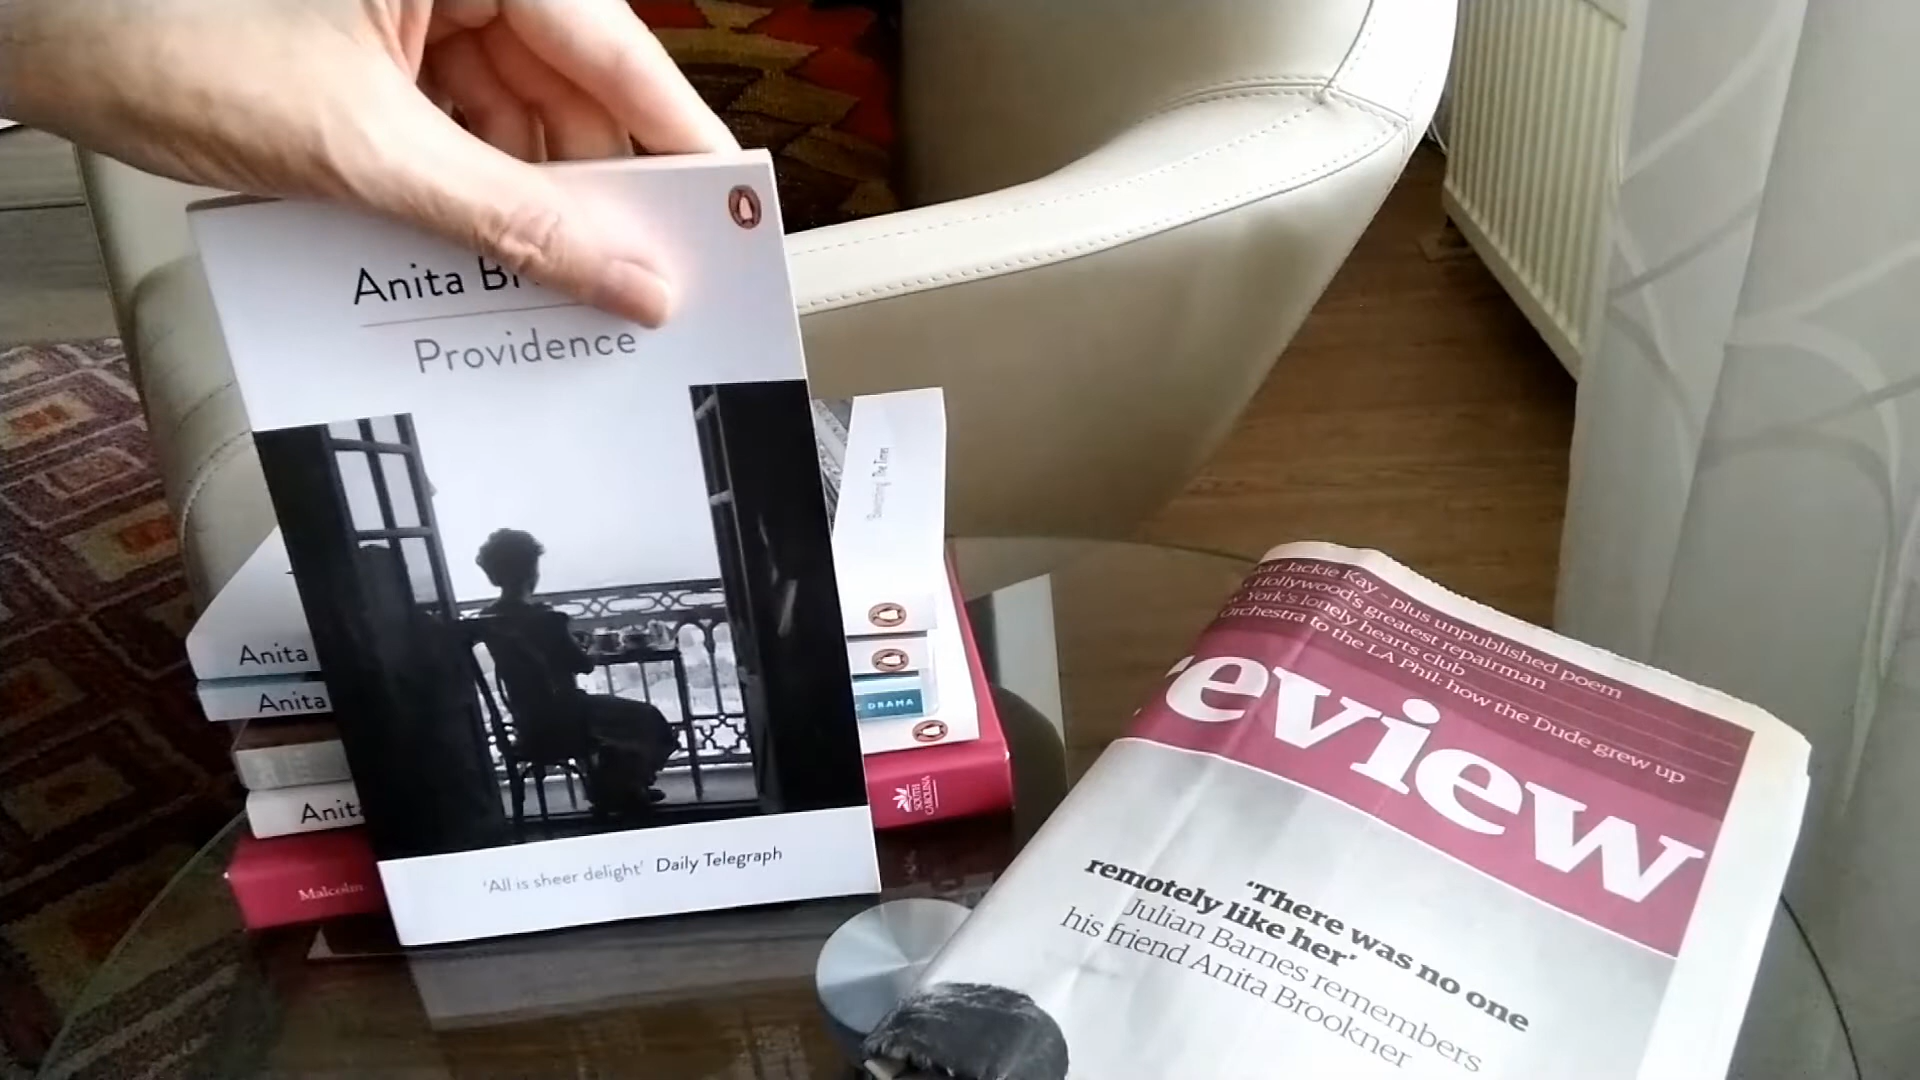 Anita
Providence
'All is sheer delight' Daily Telegraph
Anita
Anita
Anita
Malcolm
The Times
DRAMA
SOUTH
CAROLINA
Jackie Kay – plus unpublished poem
Hollywood's greatest repairman
York's lonely hearts club
Orchestra to the LA Phil: how the Dude grew up
eview
'There was no one
remotely like her'
Julian Barnes remembers
his friend Anita Brookner